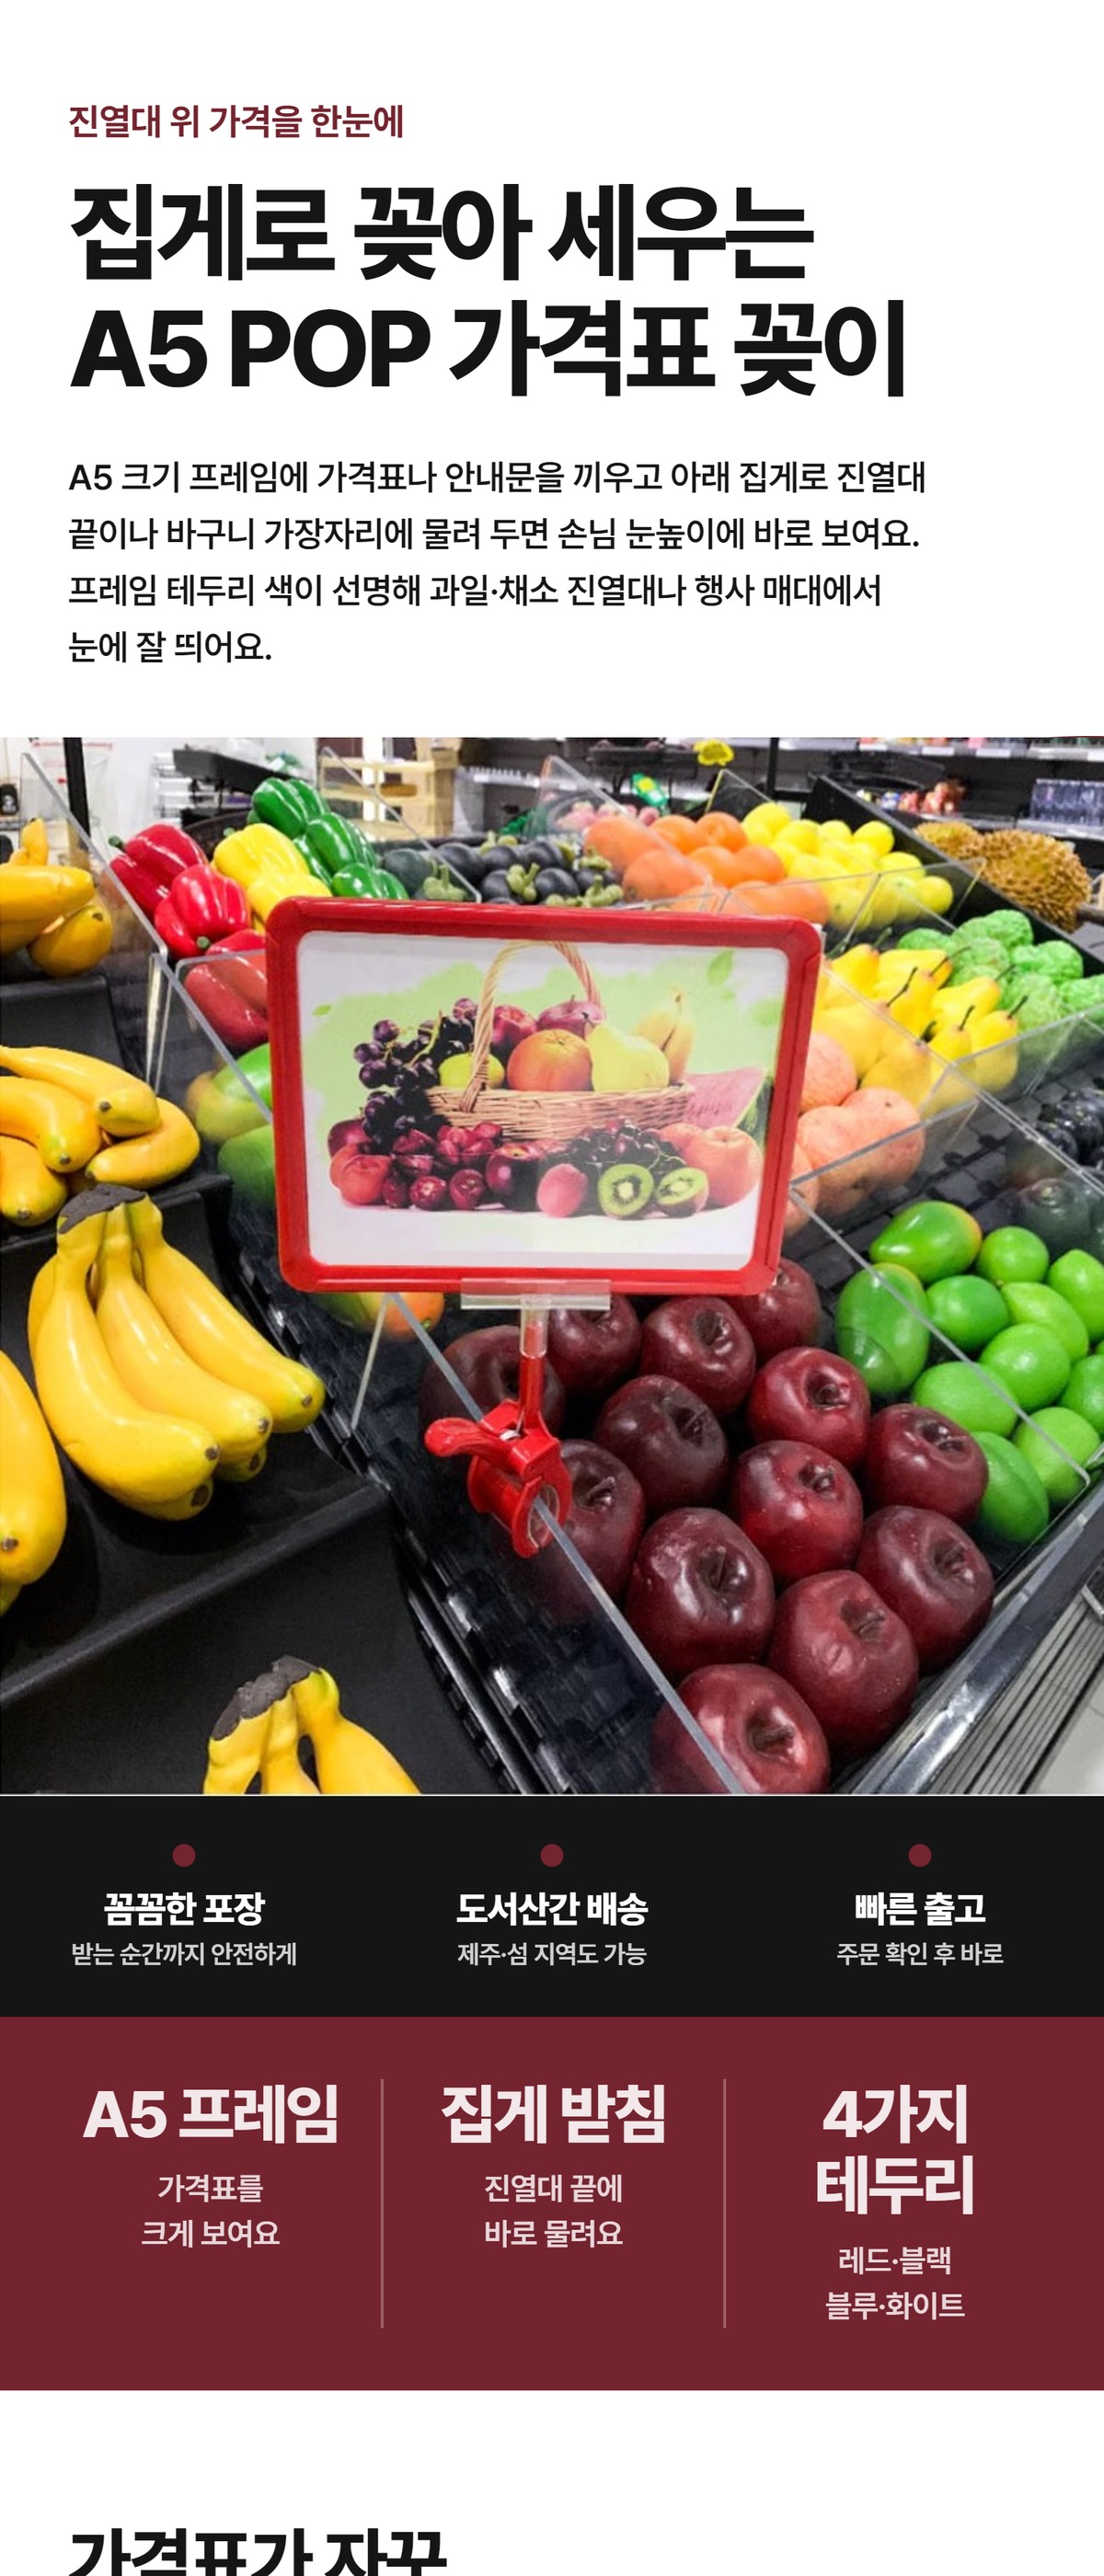 진열대 위 가격을 한눈에
집게로 꽂아 세우는
A5 POP 가격표 꽂이
A5 크기 프레임에 가격표나 안내문을 끼우고 아래 집게로 진열대
끝이나 바구니 가장자리에 물려 두면 손님 눈높이에 바로 보여요.
프레임 테두리 색이 선명해 과일·채소 진열대나 행사 매대에서
눈에 잘 띄어요.
꼼꼼한 포장
받는 순간까지 안전하게
도서산간 배송
제주·섬 지역도 가능
빠른 출고
주문 확인 후 바로
A5 프레임
가격표를
크게 보여요
집게 받침
진열대 끝에
바로 물려요
4가지
테두리
레드·블랙
블루·화이트
가격표가 자꾸